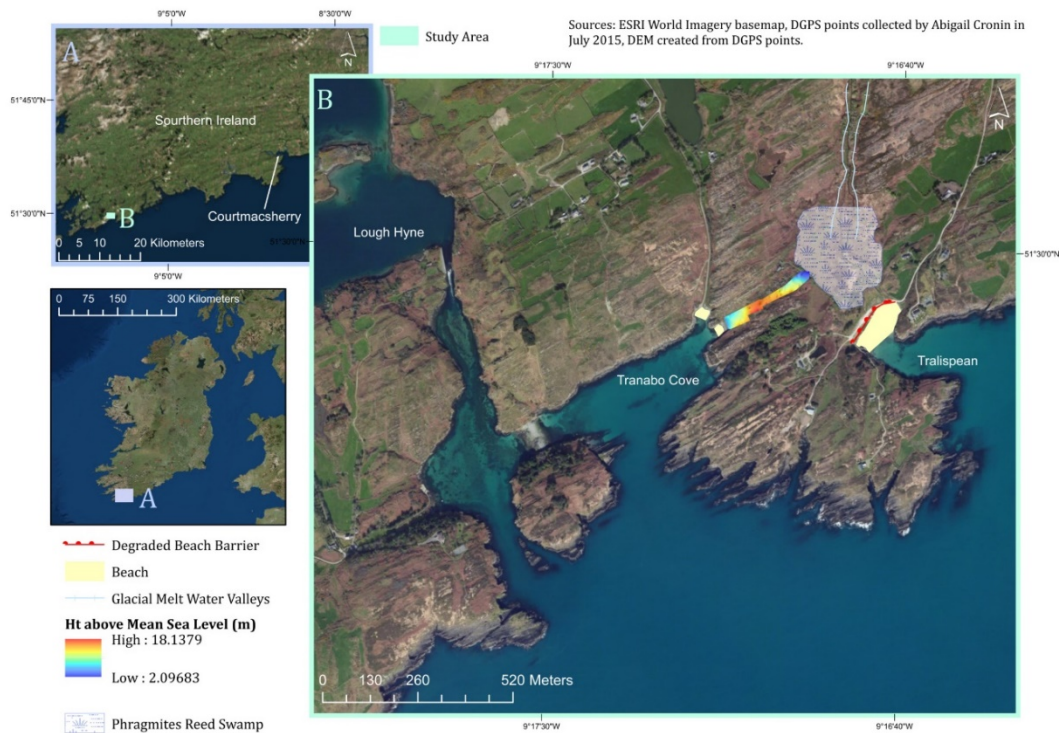 9°5'0"W
8°30'0"W
A
51°45'0"N
Spurthern Ireland
Courtmacsherry
51°30'0"N
B
0 5 10 20 Kilometers
51°30'0"N
9°5'0"W
Study Area
Sources: ESRI World Imagery basemap, DGPS points collected by Abigail Cronin in
July 2015, DEM created from DGPS points.
9°17'30"W
9°16'40"W
B
N
N
Lough Hyne
Tranabo Cove
Tralispean
51°30'0"N
0 130 260 520 Meters
9°17'30"W
9°16'40"W
0 75 150 300 Kilometers
A
Degraded Beach Barrier
Beach
Glacial Melt Water Valleys
Ht above Mean Sea Level (m)
High : 18.1379
Low : 2.09683
Phragmites Reed Swamp